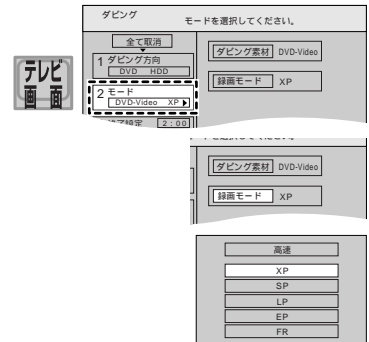 ダビング
モードを選択してください。
テレビ
画面
全て取消
1 ダビング方向
DVD HDD
2 モード
DVD-Video XP
設定 2:00
ダビング素材 DVD-Video
録画モード XP
ダビング素材 DVD-Video
録画モード XP
高速
XP
SP
LP
EP
FR